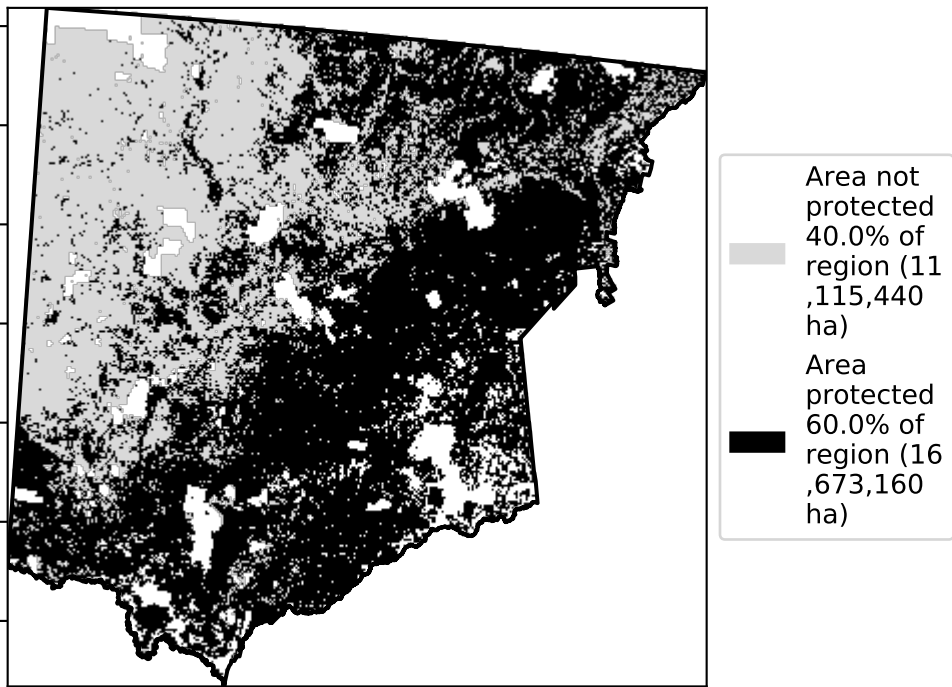 Area not
protected
40.0% of
region (11
,115,440
ha)
Area
protected
60.0% of
region (16
,673,160
ha)